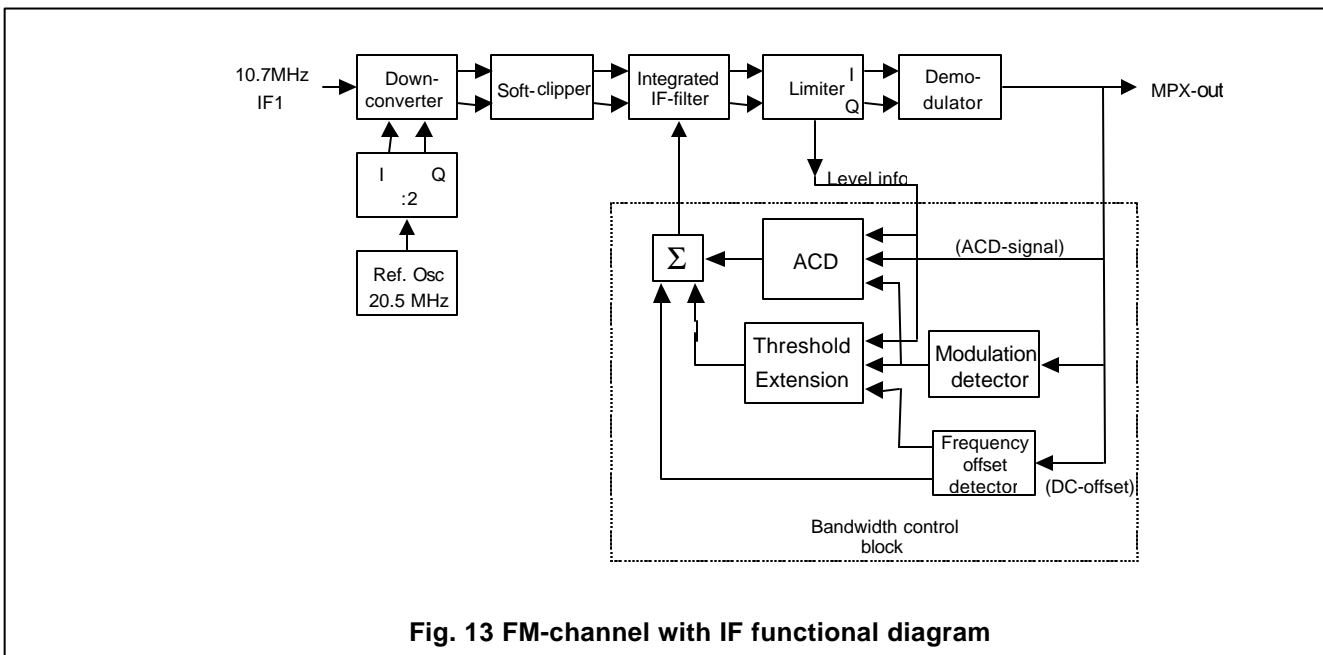 10.7MHz
IF1
Down-
converter
Soft-clipper
Integrated
IF-filter
Limiter
I
Q
Demo-
dulator
MPX-out
I Q
:2
Ref. Osc
20.5 MHz
Level info
Σ
ACD
(ACD-signal)
Threshold
Extension
Modulation
detector
Frequency
offset
detector
(DC-offset)
Bandwidth control
block
Fig. 13 FM-channel with IF functional diagram